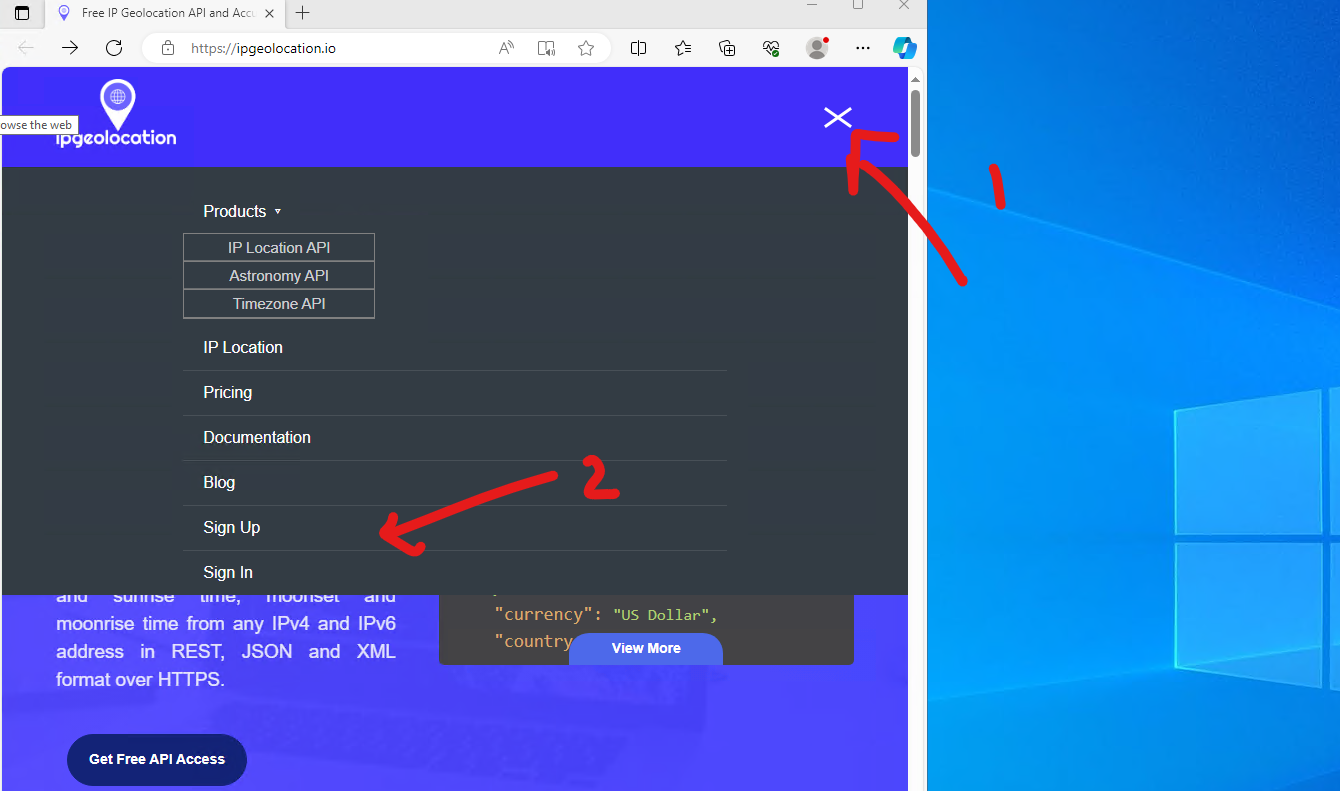 Free IP Geolocation API and Accu
https://ipgeolocation.io
owse the web
ipgeolocation
1
Products
IP Location API
Astronomy API
Timezone API
IP Location
Pricing
Documentation
Blog
2
Sign Up
Sign In
and sunrise time, moonset and
moonrise time from any IPv4 and IPv6
address in REST, JSON and XML
format over HTTPS.
"currency": "US Dollar",
"country
View More
Get Free API Access